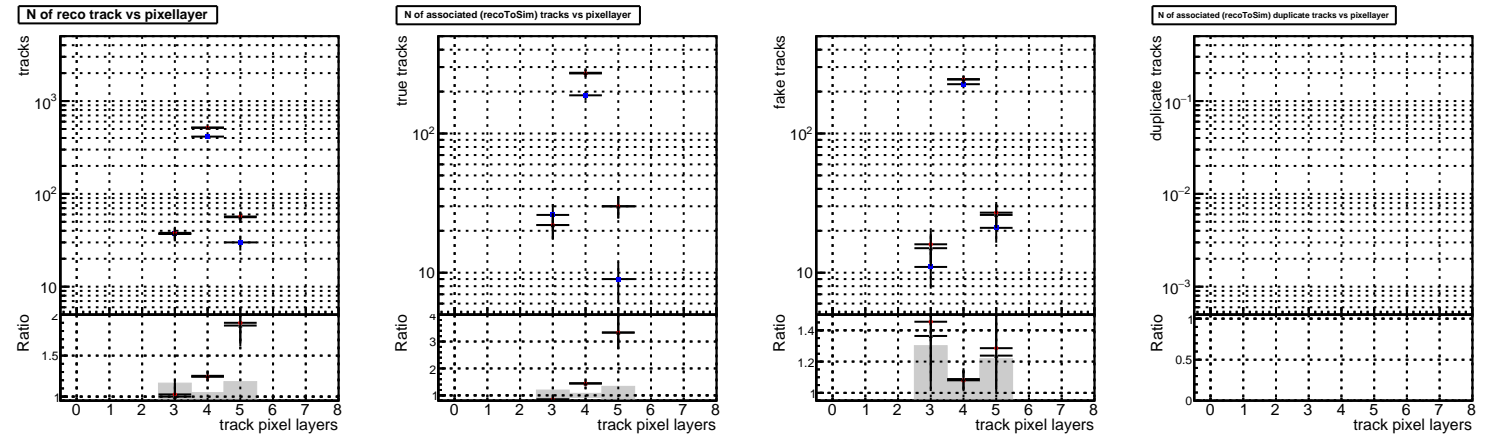 N of reco track vs pixellayer
tracks
10³
10²
10
Ratio
2
1.5
1
0 1 2 3 4 5 6 7 8
track pixel layers
N of associated (recoToSim) tracks vs pixellayer
true tracks
10²
10
Ratio
4
3
2
1
0 1 2 3 4 5 6 7 8
track pixel layers
fake tracks
10²
10
Ratio
1.4
1.2
1
0 1 2 3 4 5 6 7 8
track pixel layers
N of associated (recoToSim) duplicate tracks vs pixellayer
duplicate tracks
10⁻¹
10⁻²
10⁻³
Ratio
1
0.5
0
0 1 2 3 4 5 6 7 8
track pixel layers